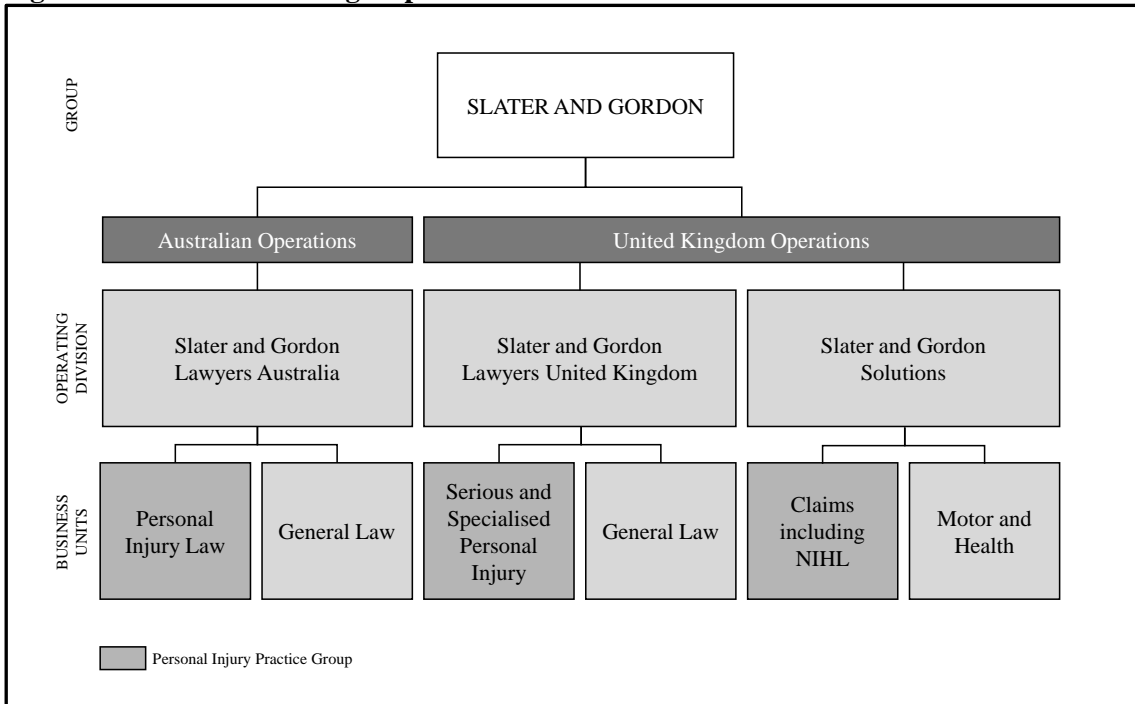 GROUP
SLATER AND GORDON
Australian Operations
United Kingdom Operations
OPERATING
DIVISION
Slater and Gordon
Lawyers Australia
Slater and Gordon
Lawyers United Kingdom
Slater and Gordon
Solutions
BUSINESS
UNITS
Personal
Injury Law
General Law
Serious and
Specialised
Personal
Injury
General Law
Claims
including
NIHL
Motor and
Health
Personal Injury Practice Group